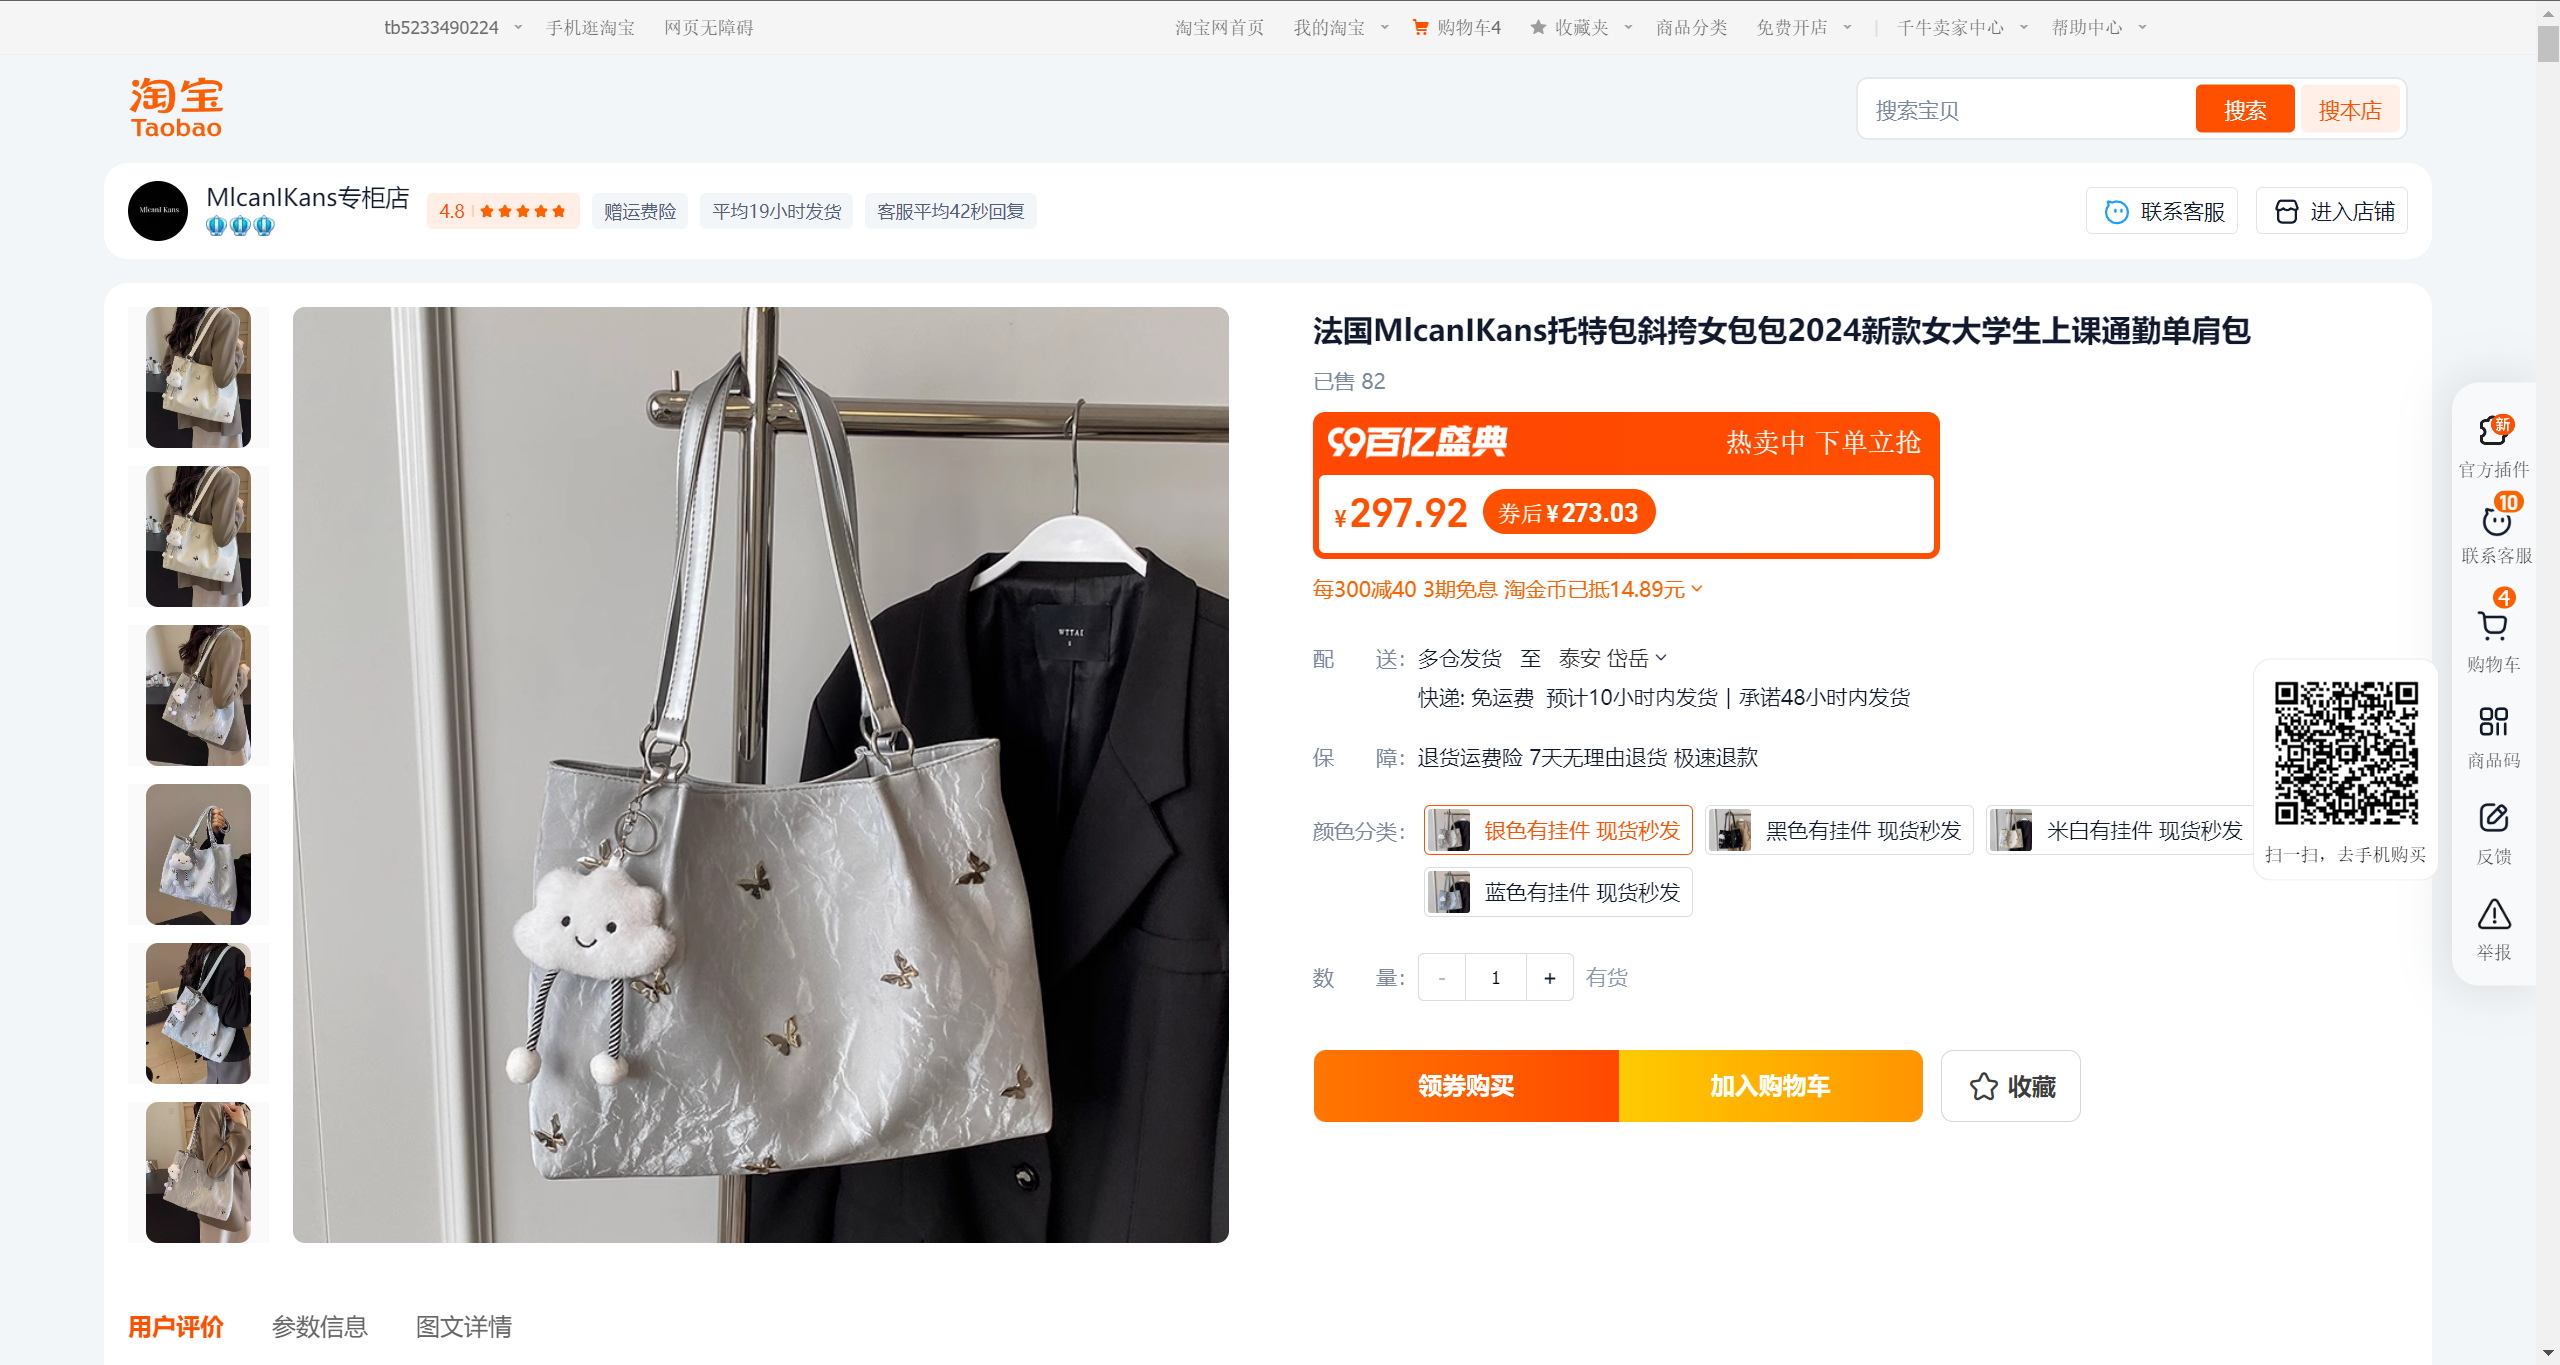 tb5233490224 手机逛淘宝 网页无障碍 淘宝网首页 我的淘宝 购物车4 收藏夹 商品分类 免费开店 千牛卖家中心 帮助中心
淘宝
Taobao
搜索宝贝 搜索 搜本店
MlcanIKans
MlcanIKans专柜店
4.8 赠运费险 平均19小时发货 客服平均42秒回复
联系客服 进入店铺
WTTAI
法国MlcanIKans托特包斜挎女包包2024新款女大学生上课通勤单肩包
已售 82
99百亿盛典 热卖中 下单立抢
¥297.92 券后¥273.03
每300减40 3期免息 淘金币已抵14.89元
配 送: 多仓发货 至 泰安 岱岳
快递: 免运费 预计10小时内发货 | 承诺48小时内发货
保 障: 退货运费险 7天无理由退货 极速退款
颜色分类: 银色有挂件 现货秒发 黑色有挂件 现货秒发 米白有挂件 现货秒发
蓝色有挂件 现货秒发
数 量: - 1 + 有货
领券购买 加入购物车 收藏
新
官方插件
10
联系客服
4
购物车
商品码
反馈
举报
扫一扫，去手机购买
用户评价 参数信息 图文详情